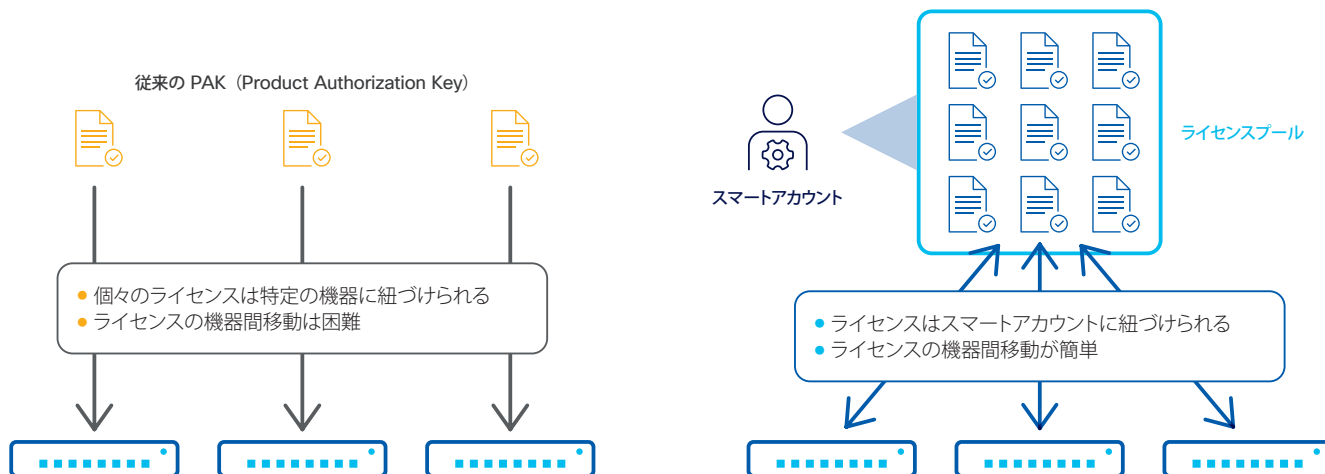 従来の PAK（Product Authorization Key）
個々のライセンスは特定の機器に紐づけられる
ライセンスの機器間移動は困難
スマートアカウント
ライセンスプール
ライセンスはスマートアカウントに紐づけられる
ライセンスの機器間移動が簡単